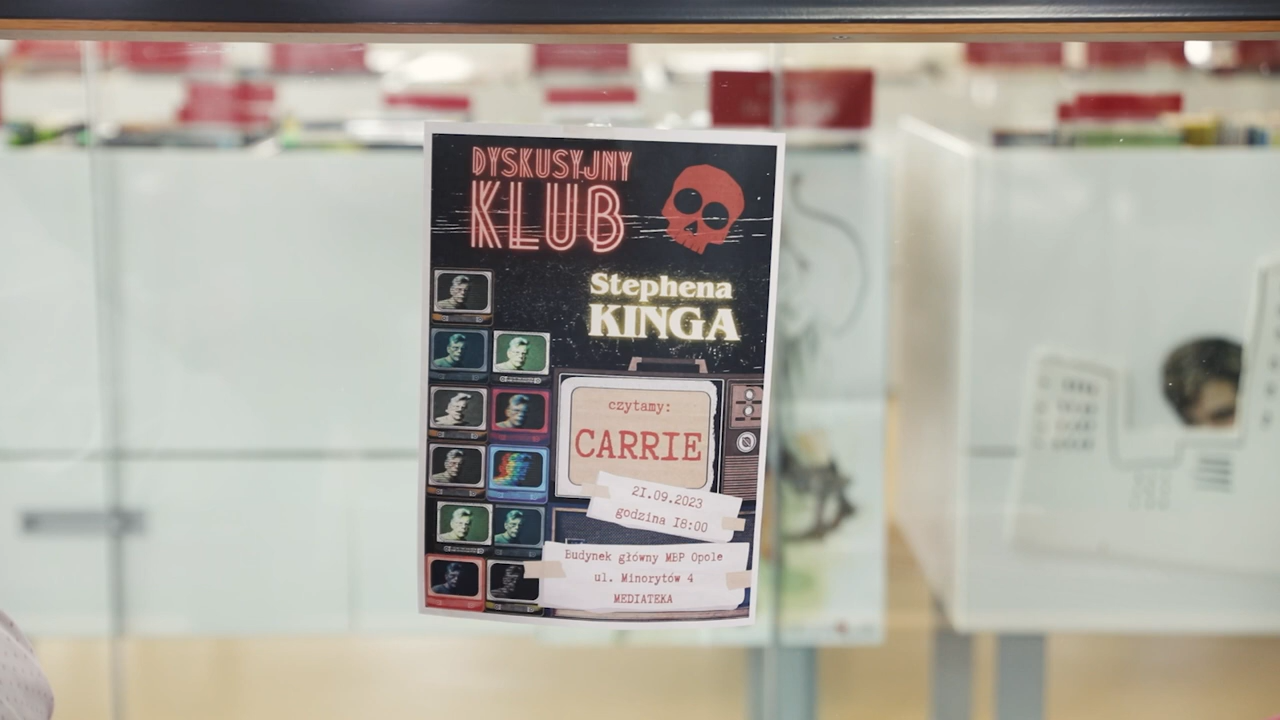 DYSKUSYJNY
KLUB
Stephena
KINGA
czytamy:
CARRIE
21.09.2023
godzina 18:00
Budynek główny MBP Opole
ul. Minorytów 4
MEDIATEKA